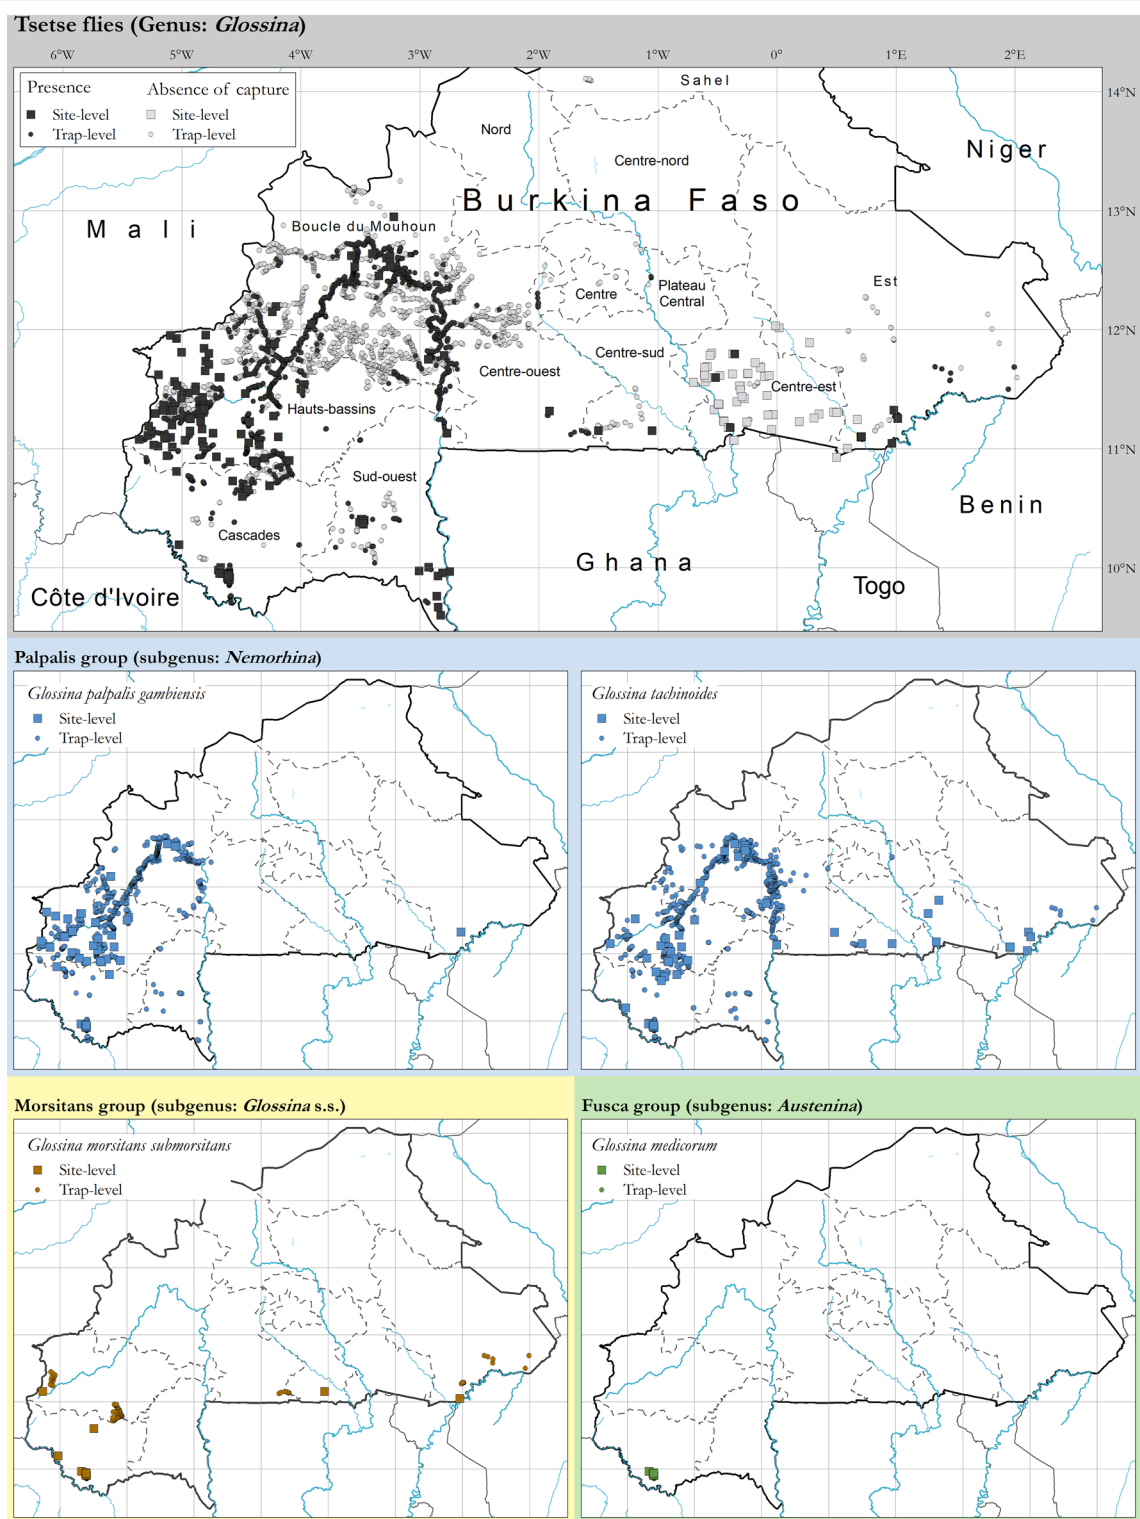 Tsetse flies (Genus: Glossina)
6°W 5°W 4°W 3°W 2°W 1°W 0° 1°E 2°E
Presence Absence of capture
Site-level Site-level
Trap-level Trap-level
Sahel
14°N
Nord
Niger
Centre-nord
Burkina Faso
13°N
Mali
Boucle du Mouhoun
Est
Centre
Plateau
Central
12°N
Centre-sud
Centre-ouest
Centre-est
Hauts-bassins
11°N
Sud-ouest
Benin
Cascades
Ghana
10°N
Togo
Côte d'Ivoire
Palpalis group (subgenus: Nemorhina)
Glossina palpalis gambiensis
Site-level
Trap-level
Glossina tachinoides
Site-level
Trap-level
Morsitans group (subgenus: Glossina s.s.)
Glossina morsitans submorsitans
Site-level
Trap-level
Fusca group (subgenus: Austenina)
Glossina medicorum
Site-level
Trap-level